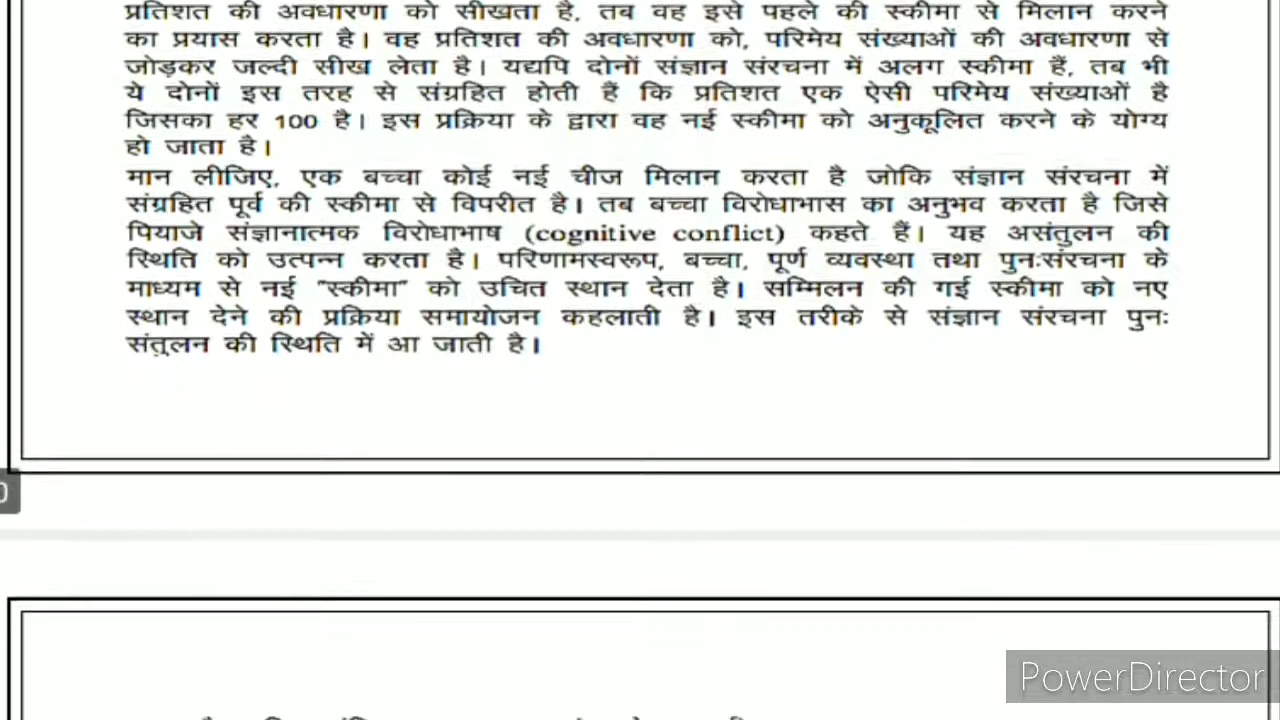 प्रतिशत की अवधारणा को सीखता है, तब वह इसे पहले की स्कीमा से मिलान करने
का प्रयास करता है। वह प्रतिशत की अवधारणा को, परिमेय संख्याओं की अवधारणा से
जोड़कर जल्दी सीख लेता है। यद्यपि दोनों संज्ञान संरचना में अलग स्कीमा हैं, तब भी
ये दोनों इस तरह से संग्रहित होती हैं कि प्रतिशत एक ऐसी परिमेय संख्याओं है
जिसका हर 100 है। इस प्रक्रिया के द्वारा वह नई स्कीमा को अनुकूलित करने के योग्य
हो जाता है।
मान लीजिए, एक बच्चा कोई नई चीज मिलान करता है जोकि संज्ञान संरचना में
संग्रहित पूर्व की स्कीमा से विपरीत है। तब बच्चा विरोधाभास का अनुभव करता है जिसे
पियाजे संज्ञानात्मक विरोधाभाष (cognitive conflict) कहते हैं। यह असंतुलन की
स्थिति को उत्पन्न करता है। परिणामस्वरूप, बच्चा, पूर्ण व्यवस्था तथा पुनःसंरचना के
माध्यम से नई "स्कीमा" को उचित स्थान देता है। सम्मिलन की गई स्कीमा को नए
स्थान देने की प्रक्रिया समायोजन कहलाती है। इस तरीके से संज्ञान संरचना पुनः
संतुलन की स्थिति में आ जाती है।
0
PowerDirector